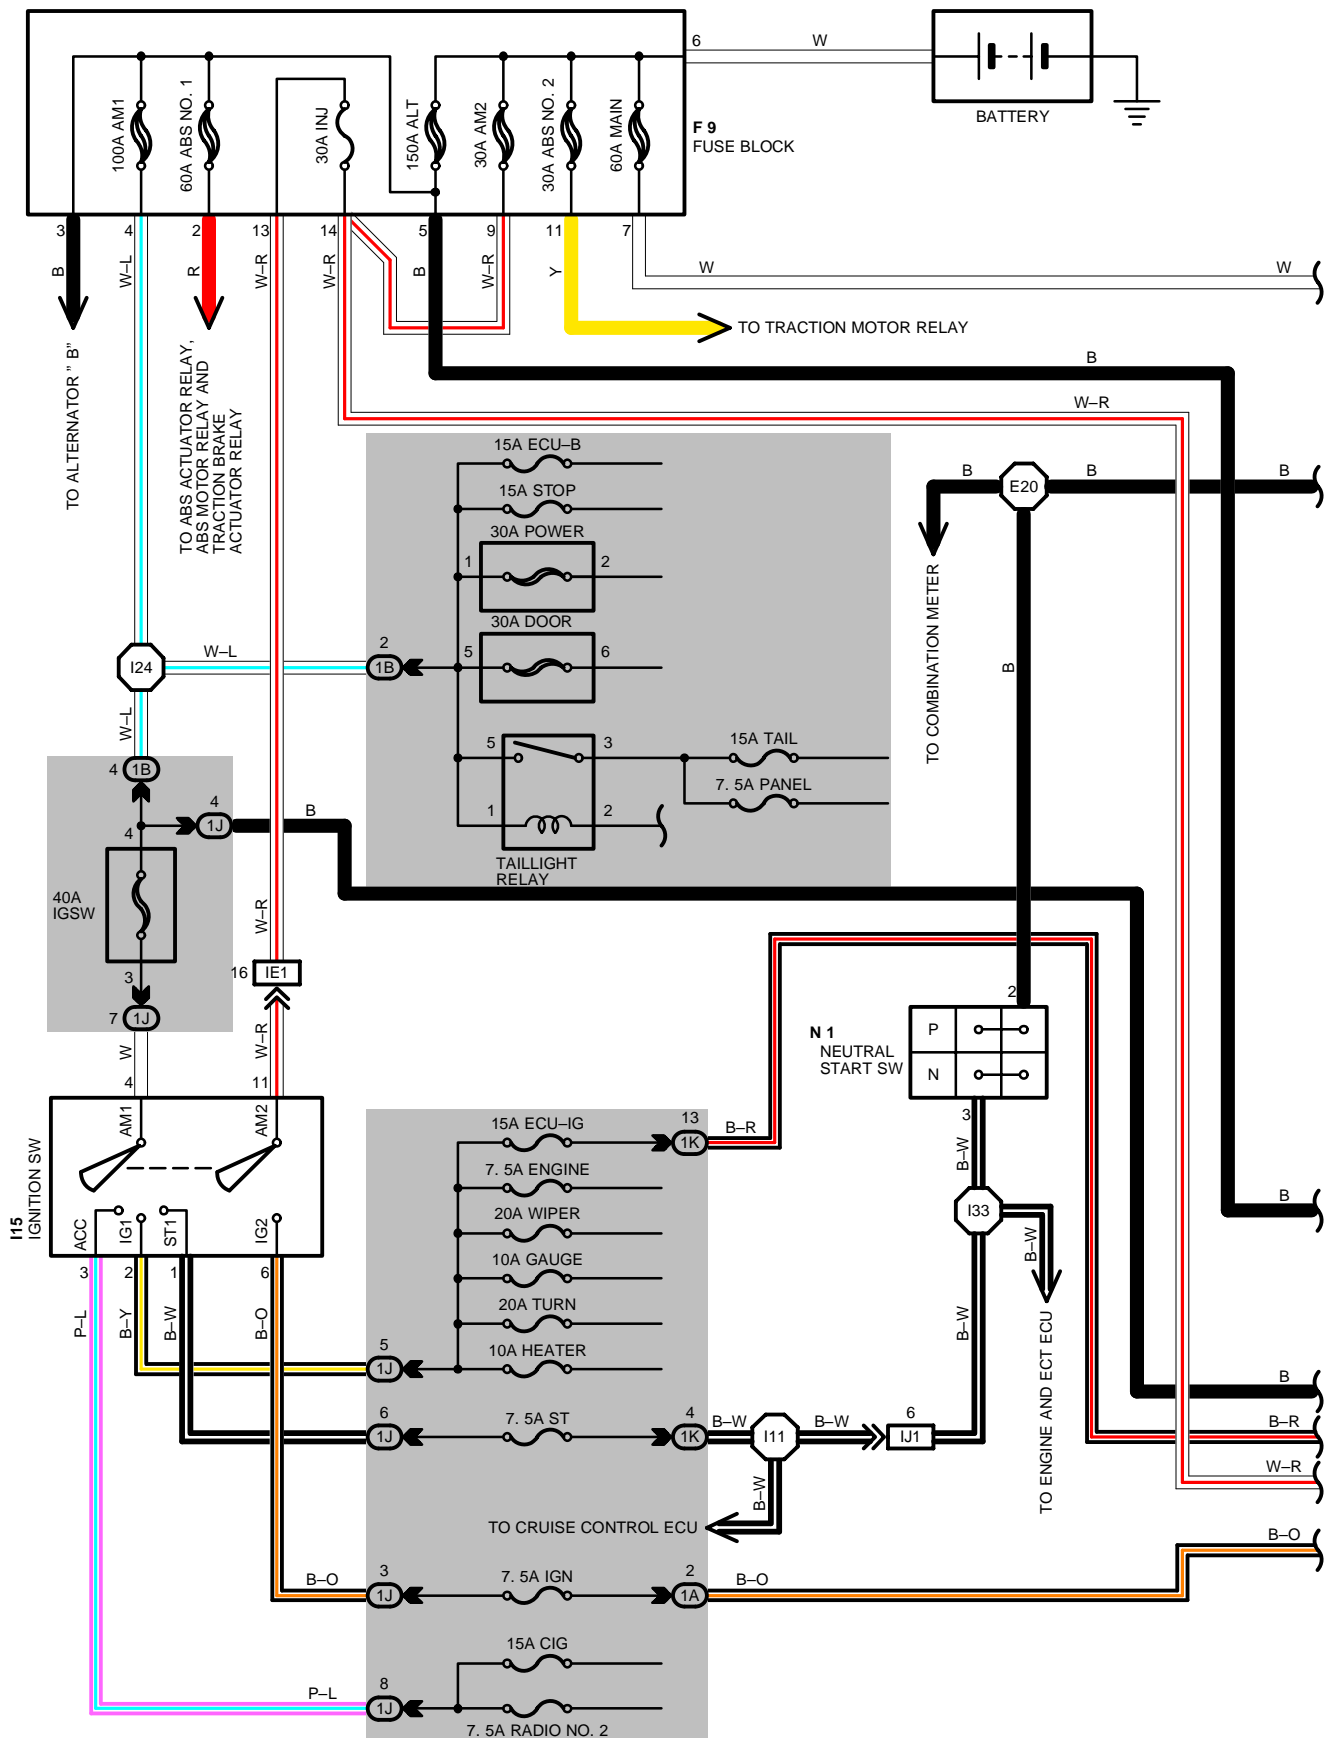 6
W
BATTERY
100A AM1
60A ABS NO. 1
30A INJ
150A ALT
30A AM2
30A ABS NO. 2
60A MAIN
F 9
FUSE BLOCK
3
4
2
13
14
5
9
11
7
B
W–L
R
W–R
W–R
B
W–R
Y
W
W
TO TRACTION MOTOR RELAY
TO ALTERNATOR " B"
TO ABS ACTUATOR RELAY,
ABS MOTOR RELAY AND
TRACTION BRAKE
ACTUATOR RELAY
B
W–R
15A ECU–B
15A STOP
30A POWER
1
2
30A DOOR
5
6
B
E20
B
B
TO COMBINATION METER
B
I24
W–L
2
1B
W–L
5
3
15A TAIL
7. 5A PANEL
1
2
TAILLIGHT
RELAY
4
1B
4
1J
B
4
40A
IGSW
3
7
1J
W–R
16
IE1
W
W–R
4
11
2
N 1
NEUTRAL
START SW
P
N
3
B–W
I15
IGNITION SW
AM1
AM2
ACC
IG1
ST1
IG2
3
2
1
6
P–L
B–Y
B–W
B–O
15A ECU–IG
13
1K
B–R
7. 5A ENGINE
20A WIPER
10A GAUGE
20A TURN
10A HEATER
5
1J
I33
B–W
B–W
B
TO ENGINE AND ECT ECU
6
1J
7. 5A ST
4
1K
B–W
I11
B–W
6
IJ1
B
B–R
W–R
B–W
TO CRUISE CONTROL ECU
B–O
B–O
3
1J
7. 5A IGN
2
1A
B–O
15A CIG
P–L
8
1J
7. 5A RADIO NO. 2